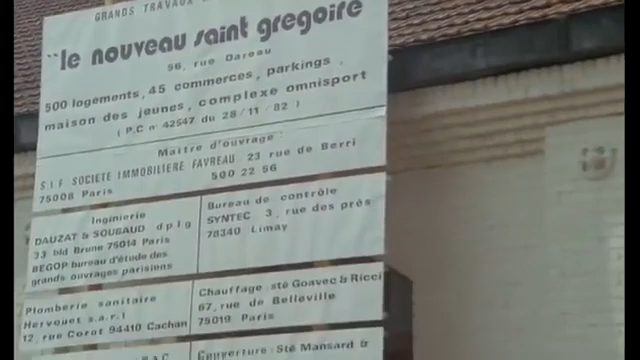 GRANDS TRAVAUX
"le nouveau saint gregoire
56, rue Dareau
500 logements, 45 commerces, parkings,
maison des jeunes, complexe omnisport
( P.C n° 42547 du 28 / 11 / 82 )
Maitre d'ouvrage :
S I F SOCIETE IMMOBILIERE FAVREAU 23 rue de Berri
75008 Paris 500 22 56
Ingénierie
DAUZAT & SOUBAUD d p l g
33 bld Brune 75014 Paris
BEGOP bureau d'étude des
grands ouvrages parisiens
Bureau de contrôle
SYNTEC 3, rue des près
78340 Limay
Plomberie sanitaire
Hervouet s.a.r.l
12, rue Corot 94410 Cachan
Chauffage : sté Goavec & Ricci
67, rue de Belleville
75019 Paris
Couverture : Sté Mansard &